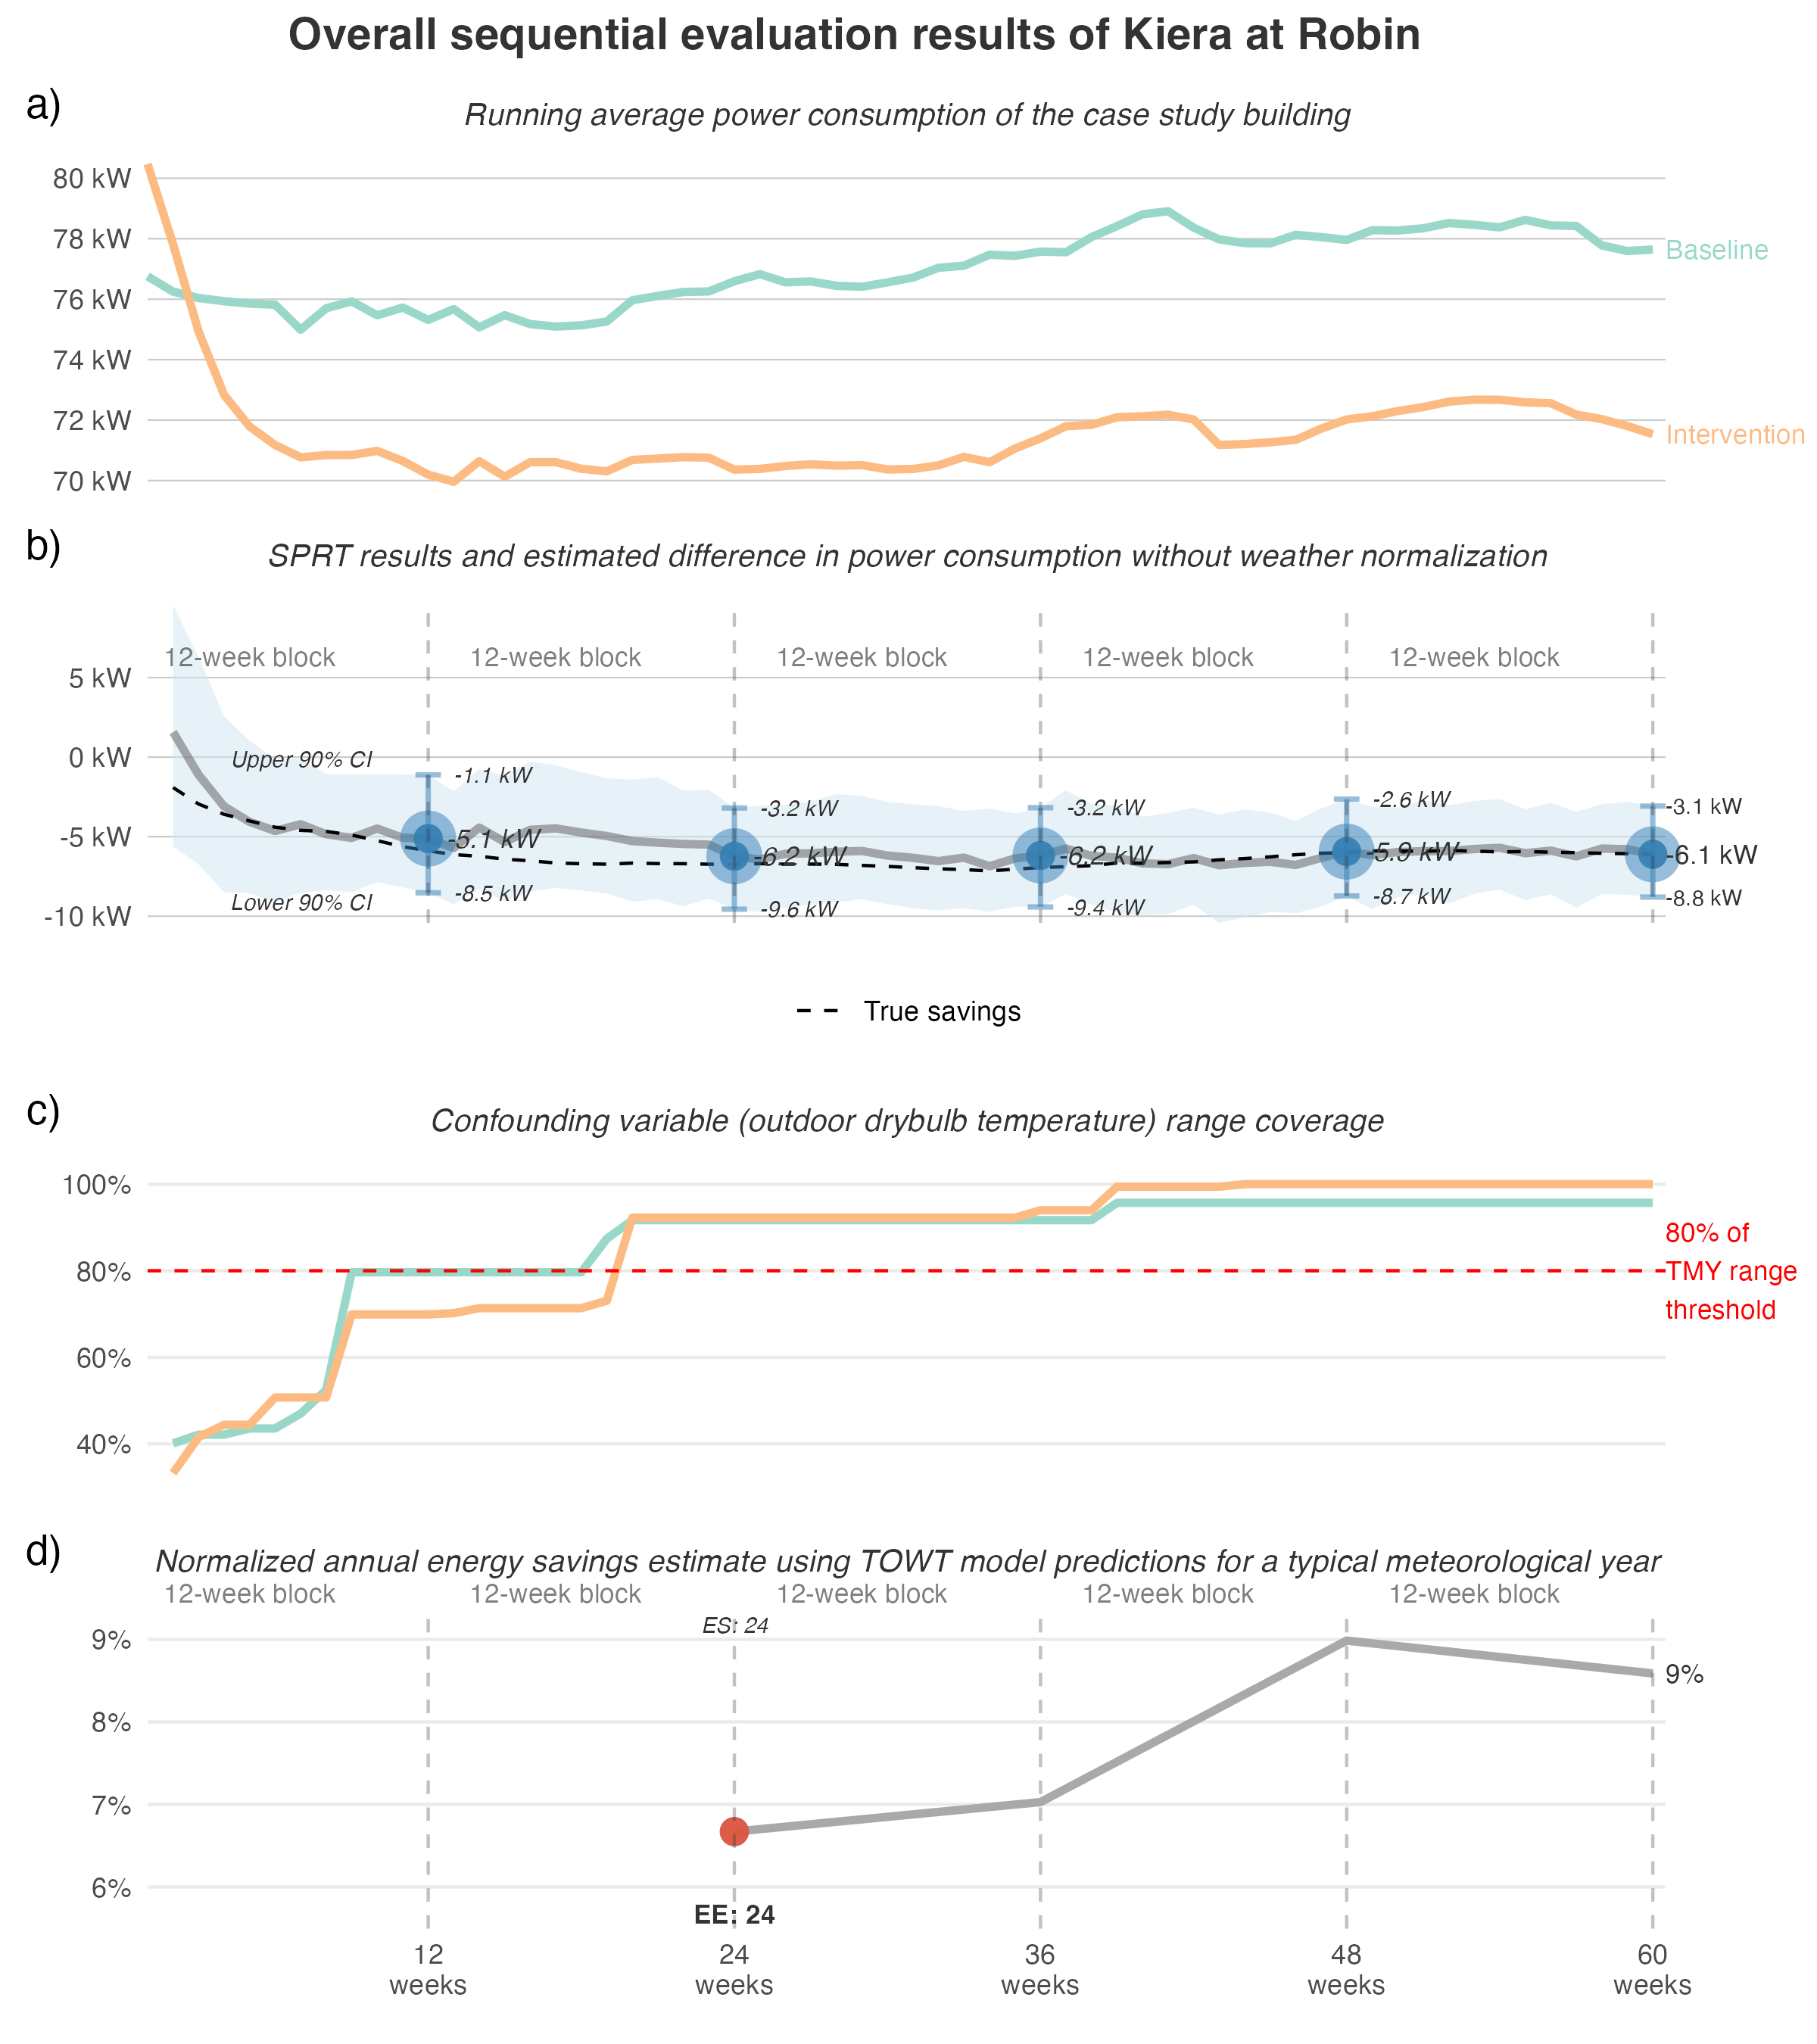 Overall sequential evaluation results of Kiera at Robin
a)
Running average power consumption of the case study building
80 kW
78 kW
76 kW
74 kW
72 kW
70 kW
Baseline
Intervention
b)
SPRT results and estimated difference in power consumption without weather normalization
12-week block
12-week block
12-week block
12-week block
12-week block
5 kW
0 kW
-5 kW
-10 kW
Upper 90% CI
Lower 90% CI
-1.1 kW
-5.1 kW
-8.5 kW
-3.2 kW
-6.2 kW
-9.6 kW
-3.2 kW
-6.2 kW
-9.4 kW
-2.6 kW
-5.9 kW
-8.7 kW
-3.1 kW
-6.1 kW
-8.8 kW
True savings
c)
Confounding variable (outdoor drybulb temperature) range coverage
100%
80%
60%
40%
80% of
TMY range
threshold
d)
Normalized annual energy savings estimate using TOWT model predictions for a typical meteorological year
12-week block
12-week block
12-week block
12-week block
12-week block
ES: 24
9%
8%
7%
6%
9%
EE: 24
12
weeks
24
weeks
36
weeks
48
weeks
60
weeks